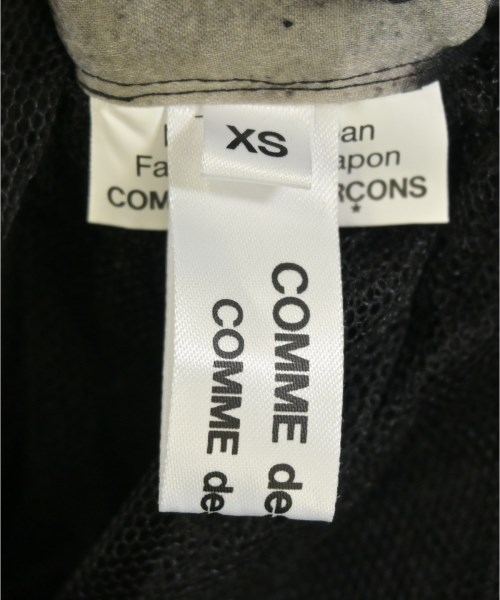 XS
an
Fa apon
COM RÇONS
COMME de
COMME de